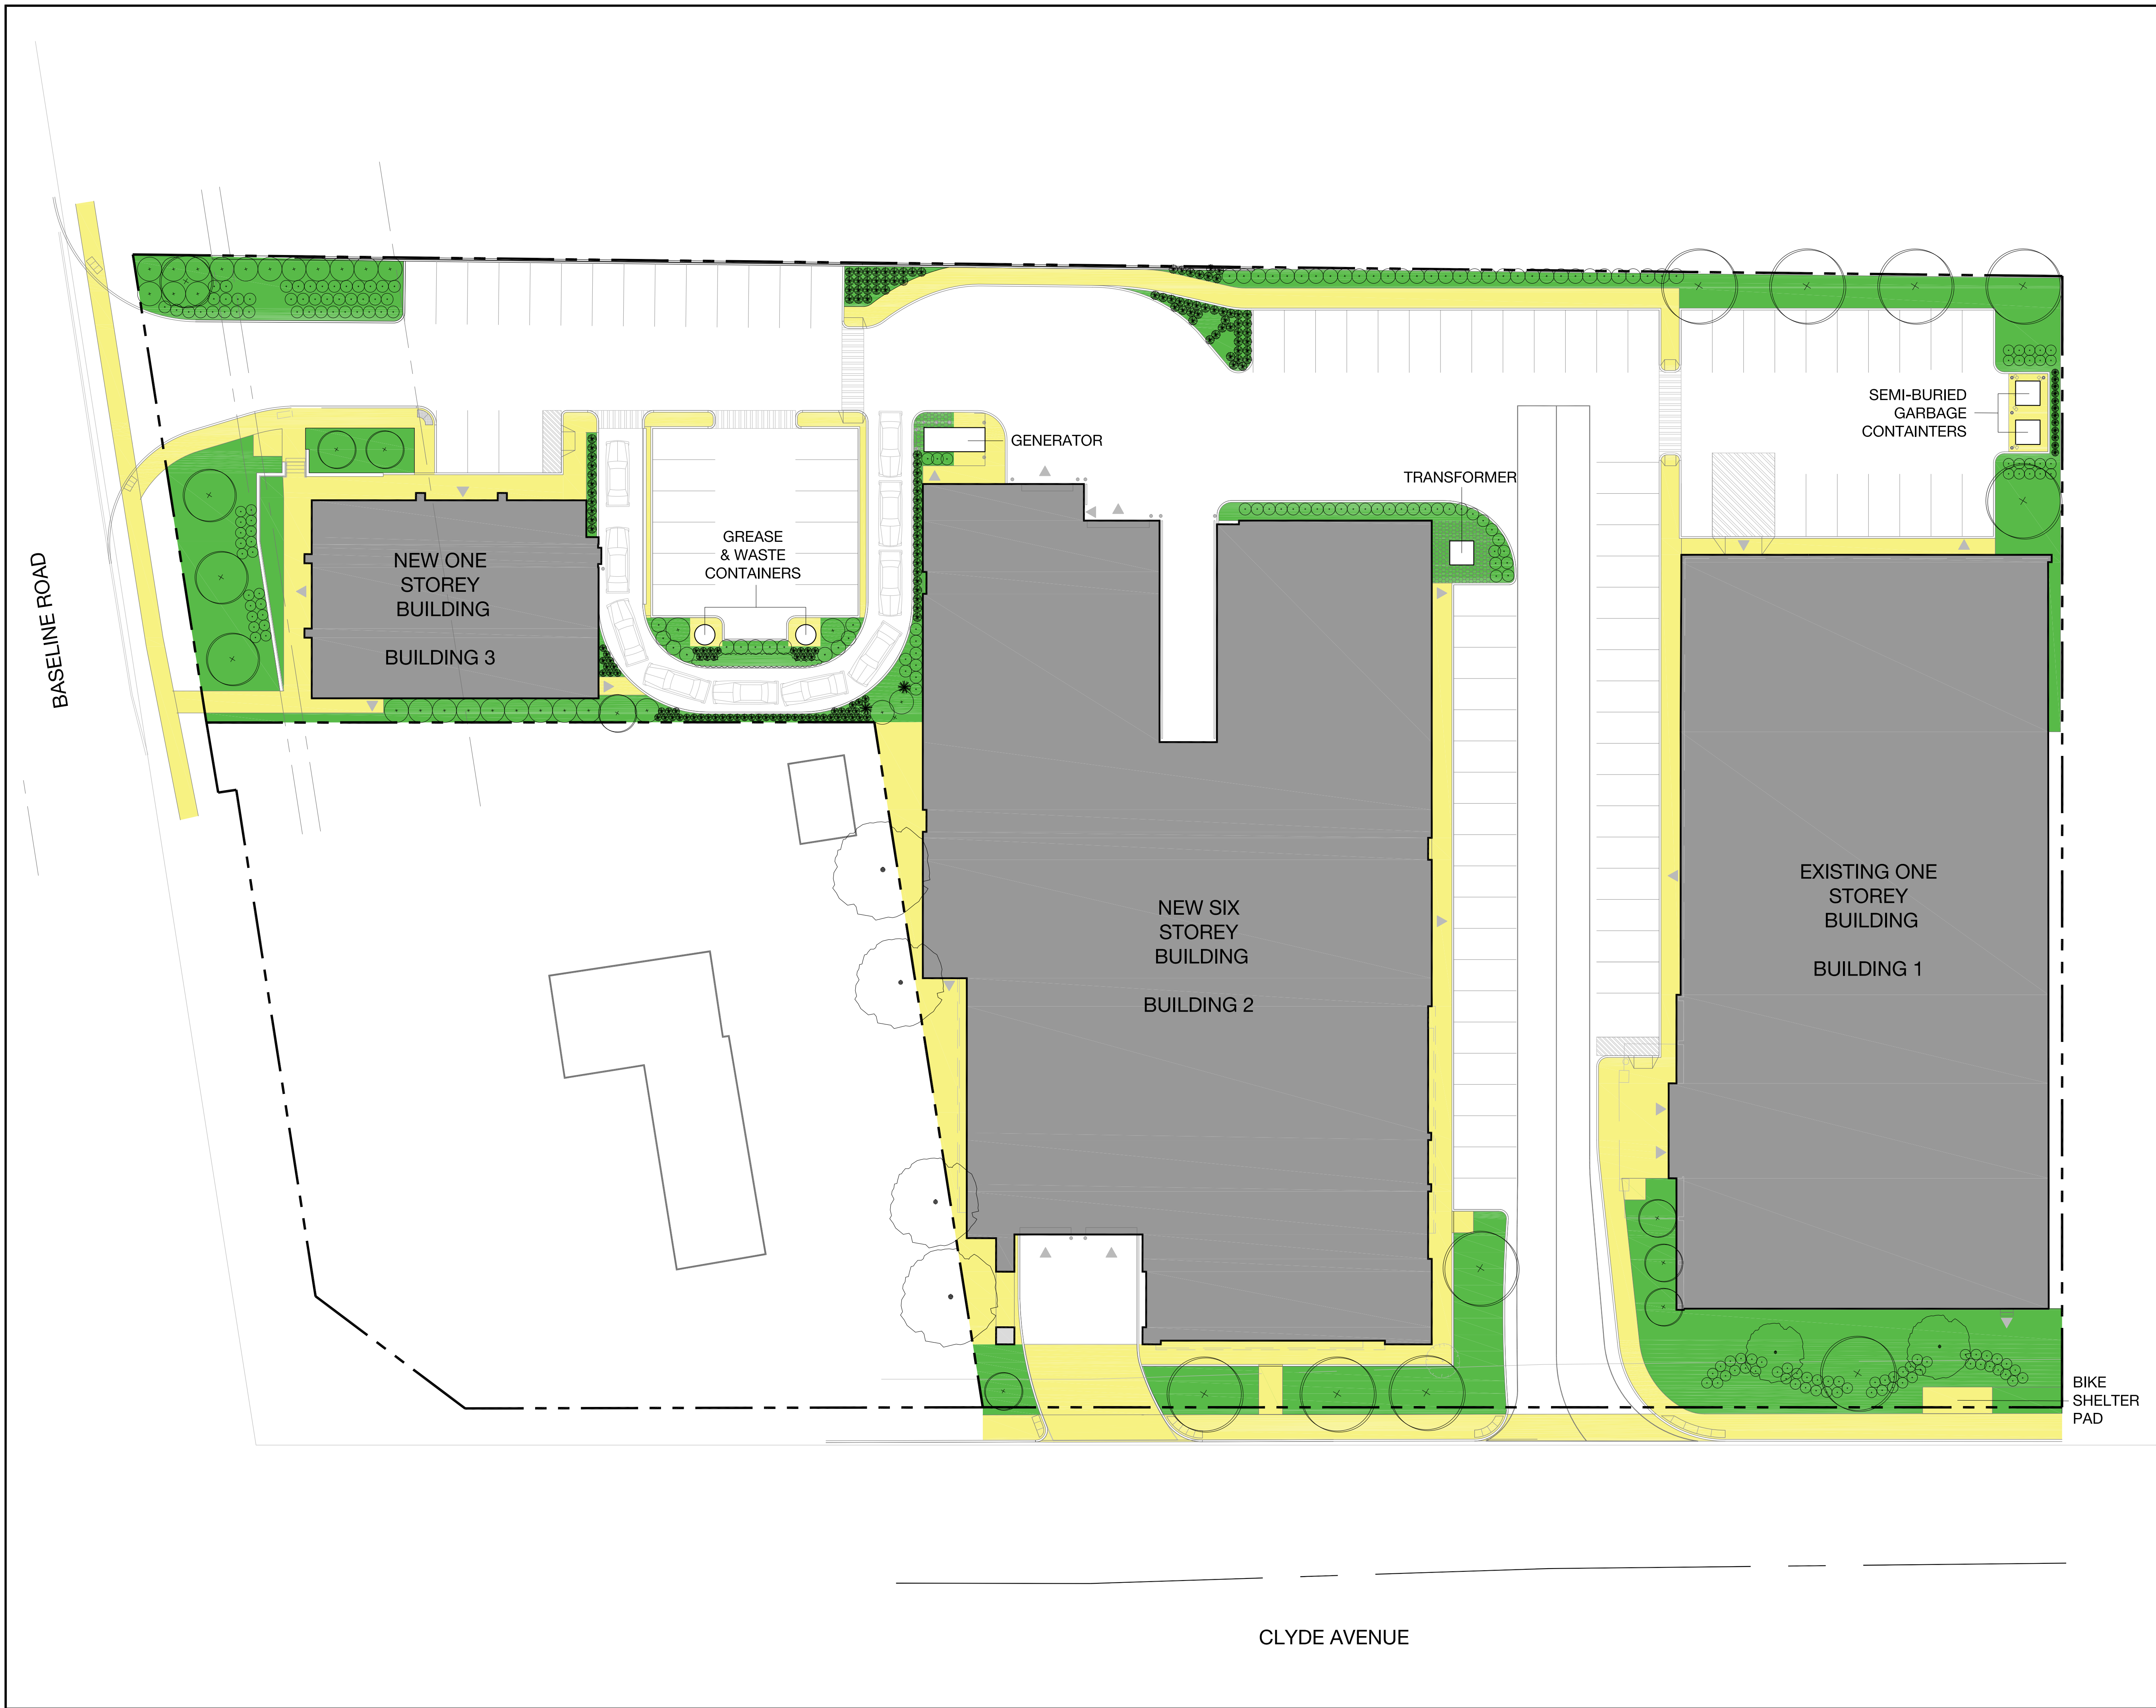 SEMI-BURIED
GARBAGE
CONTAINTERS
GENERATOR
TRANSFORMER
GREASE
& WASTE
CONTAINERS
NEW ONE
STOREY
BUILDING
BUILDING 3
BASELINE ROAD
NEW SIX
STOREY
BUILDING
BUILDING 2
EXISTING ONE
STOREY
BUILDING
BUILDING 1
BIKE
SHELTER
PAD
CLYDE AVENUE